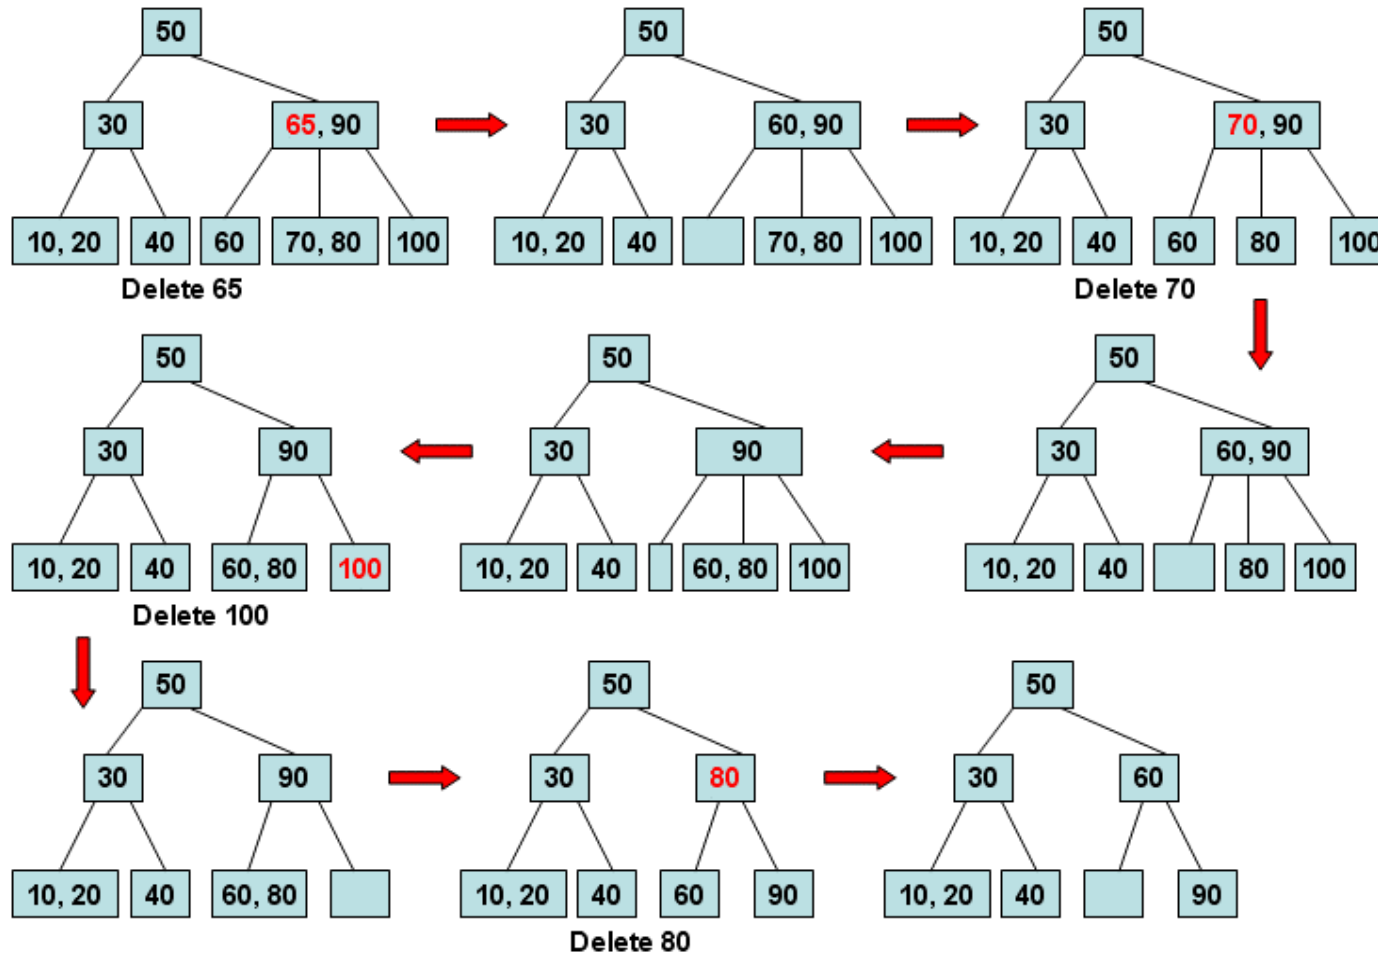 50 50 50
30 65, 90 30 60, 90 30 70, 90
10, 20 40 60 70, 80 100 10, 20 40 70, 80 100 10, 20 40 60 80 100
Delete 65 Delete 70
50 50 50
30 90 30 90 30 60, 90
10, 20 40 60, 80 100 10, 20 40 60, 80 100 10, 20 40 80 100
Delete 100
50 50 50
30 90 30 80 30 60
10, 20 40 60, 80 10, 20 40 60 90 10, 20 40 90
Delete 80